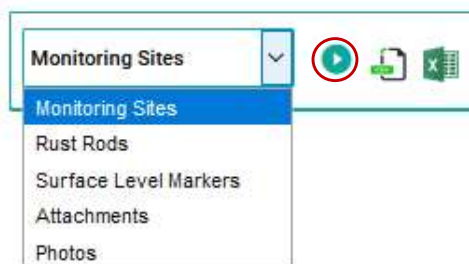 Monitoring Sites
Monitoring Sites
Rust Rods
Surface Level Markers
Attachments
Photos